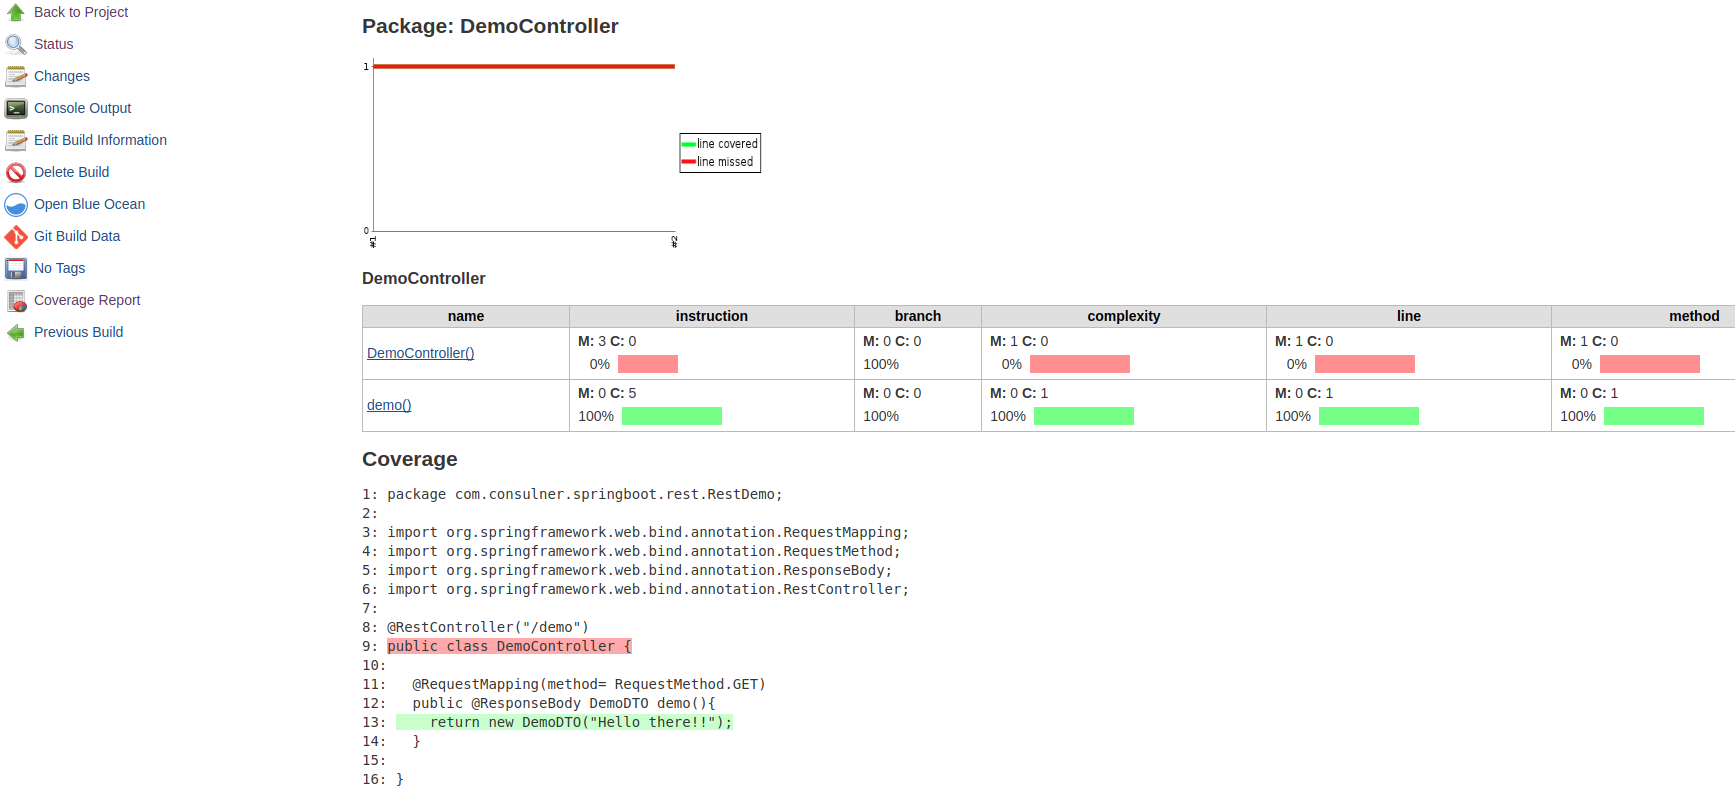 Back to Project
Status
Changes
Console Output
Edit Build Information
Delete Build
Open Blue Ocean
Git Build Data
No Tags
Coverage Report
Previous Build
Package: DemoController
1
0
#1
#2
line covered
line missed
DemoController
name instruction branch complexity line method
M: 3 C: 0 M: 0 C: 0 M: 1 C: 0 M: 1 C: 0 M: 1 C: 0
DemoController()
0% 100% 0% 0% 0%
M: 0 C: 5 M: 0 C: 0 M: 0 C: 1 M: 0 C: 1 M: 0 C: 1
demo()
100% 100% 100% 100% 100%
Coverage
1: package com.consulner.springboot.rest.RestDemo;
2:
3: import org.springframework.web.bind.annotation.RequestMapping;
4: import org.springframework.web.bind.annotation.RequestMethod;
5: import org.springframework.web.bind.annotation.ResponseBody;
6: import org.springframework.web.bind.annotation.RestController;
7:
8: @RestController("/demo")
9: public class DemoController {
10:
11:   @RequestMapping(method= RequestMethod.GET)
12:   public @ResponseBody DemoDTO demo(){
13:     return new DemoDTO("Hello there!!");
14:   }
15:
16: }